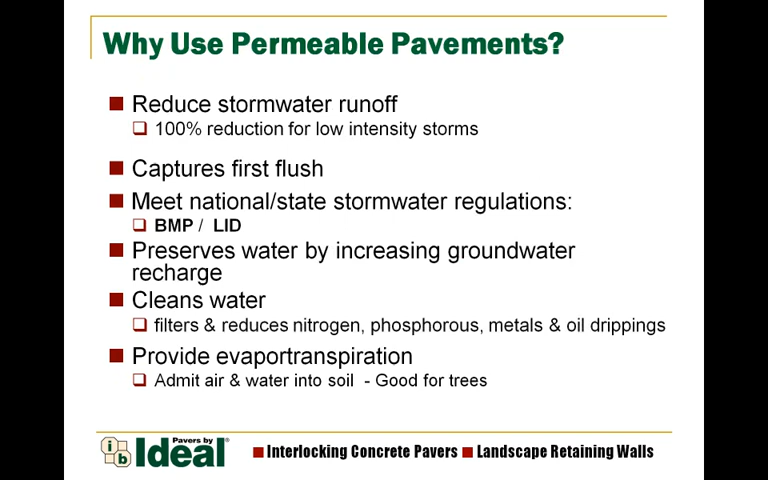 Why Use Permeable Pavements?
Reduce stormwater runoff
100% reduction for low intensity storms
Captures first flush
Meet national/state stormwater regulations:
BMP / LID
Preserves water by increasing groundwater
recharge
Cleans water
filters & reduces nitrogen, phosphorous, metals & oil drippings
Provide evaportranspiration
Admit air & water into soil - Good for trees
i b Pavers by Ideal® Interlocking Concrete Pavers Landscape Retaining Walls